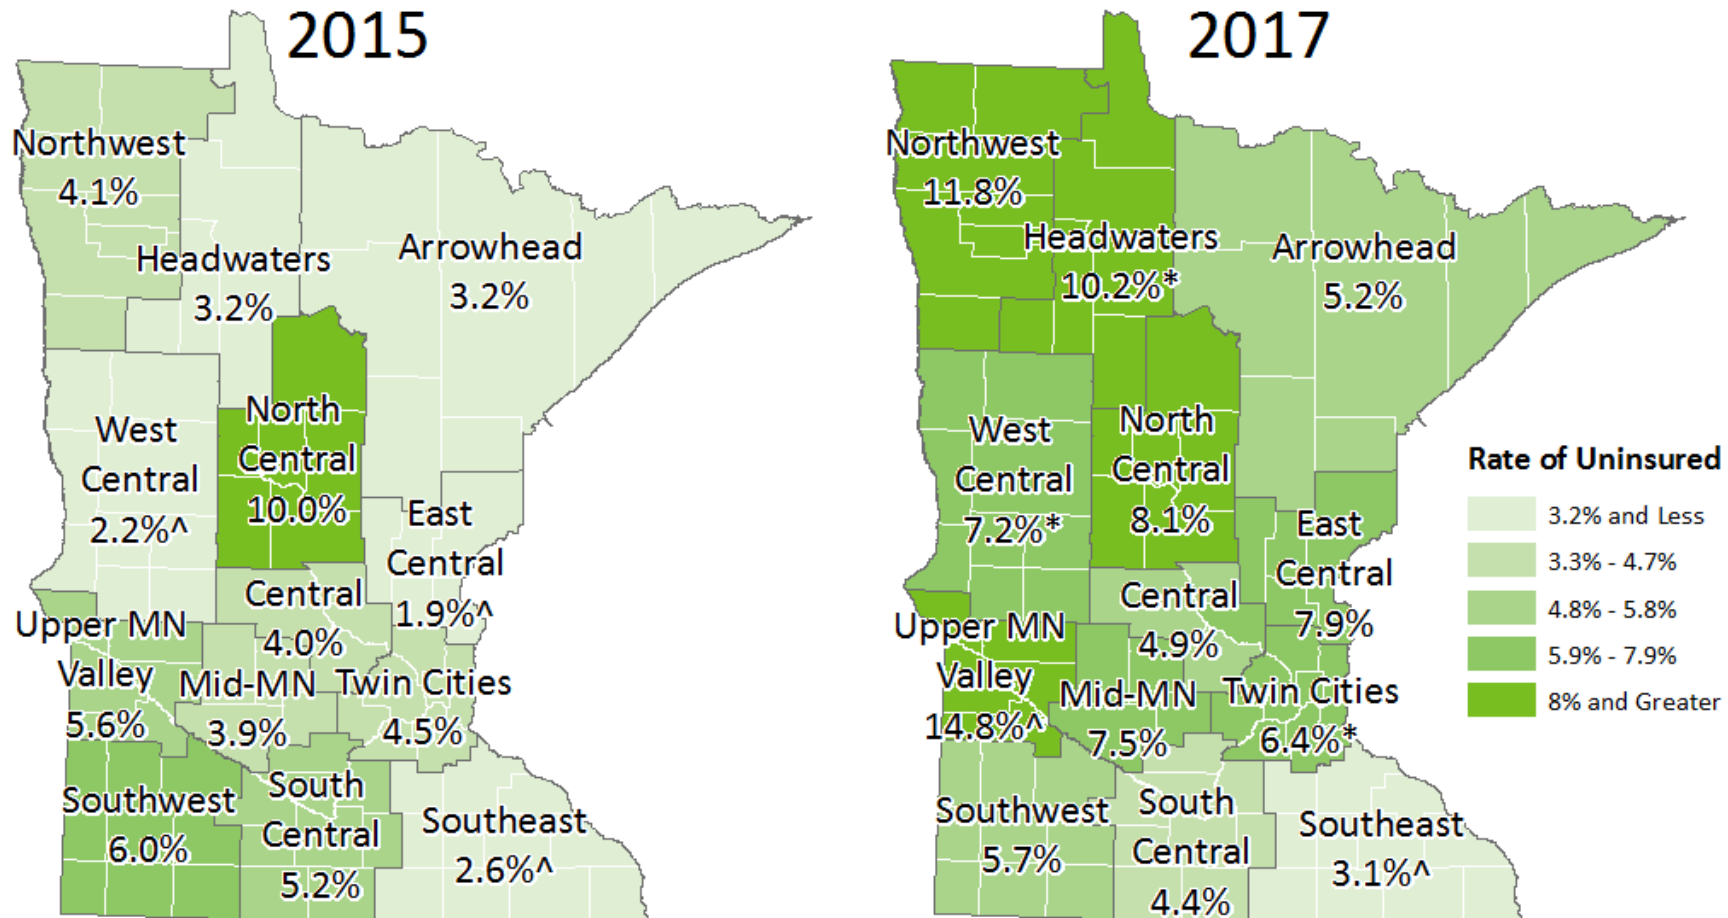 2015
Northwest
4.1%
Headwaters
3.2%
Arrowhead
3.2%
West
Central
2.2%^
North
Central
10.0%
East
Central
1.9%^
Central
4.0%
Upper MN
Valley
5.6%
Mid-MN
3.9%
Twin Cities
4.5%
Southwest
6.0%
South
Central
5.2%
Southeast
2.6%^
2017
Northwest
11.8%
Headwaters
10.2%*
Arrowhead
5.2%
West
Central
7.2%*
North
Central
8.1%
East
Central
7.9%
Central
4.9%
Upper MN
Valley
14.8%^
Mid-MN
7.5%
Twin Cities
6.4%*
Southwest
5.7%
South
Central
4.4%
Southeast
3.1%^
Rate of Uninsured
3.2% and Less
3.3% - 4.7%
4.8% - 5.8%
5.9% - 7.9%
8% and Greater